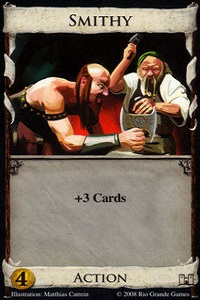 SMITHY
+3 Cards
4
ACTION
Illustration: Matthias Catrein
© 2008 Rio Grande Games